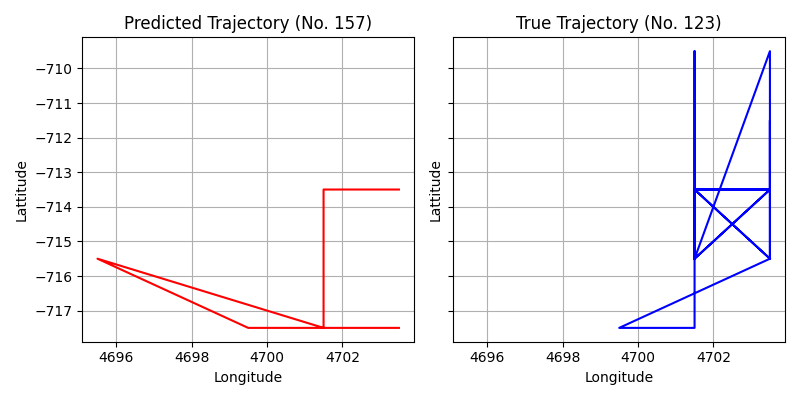 Predicted Trajectory (No. 157)
True Trajectory (No. 123)
−710
−711
−712
−713
−714
−715
−716
−717
Lattitude
Lattitude
4696 4698 4700 4702
4696 4698 4700 4702
Longitude
Longitude